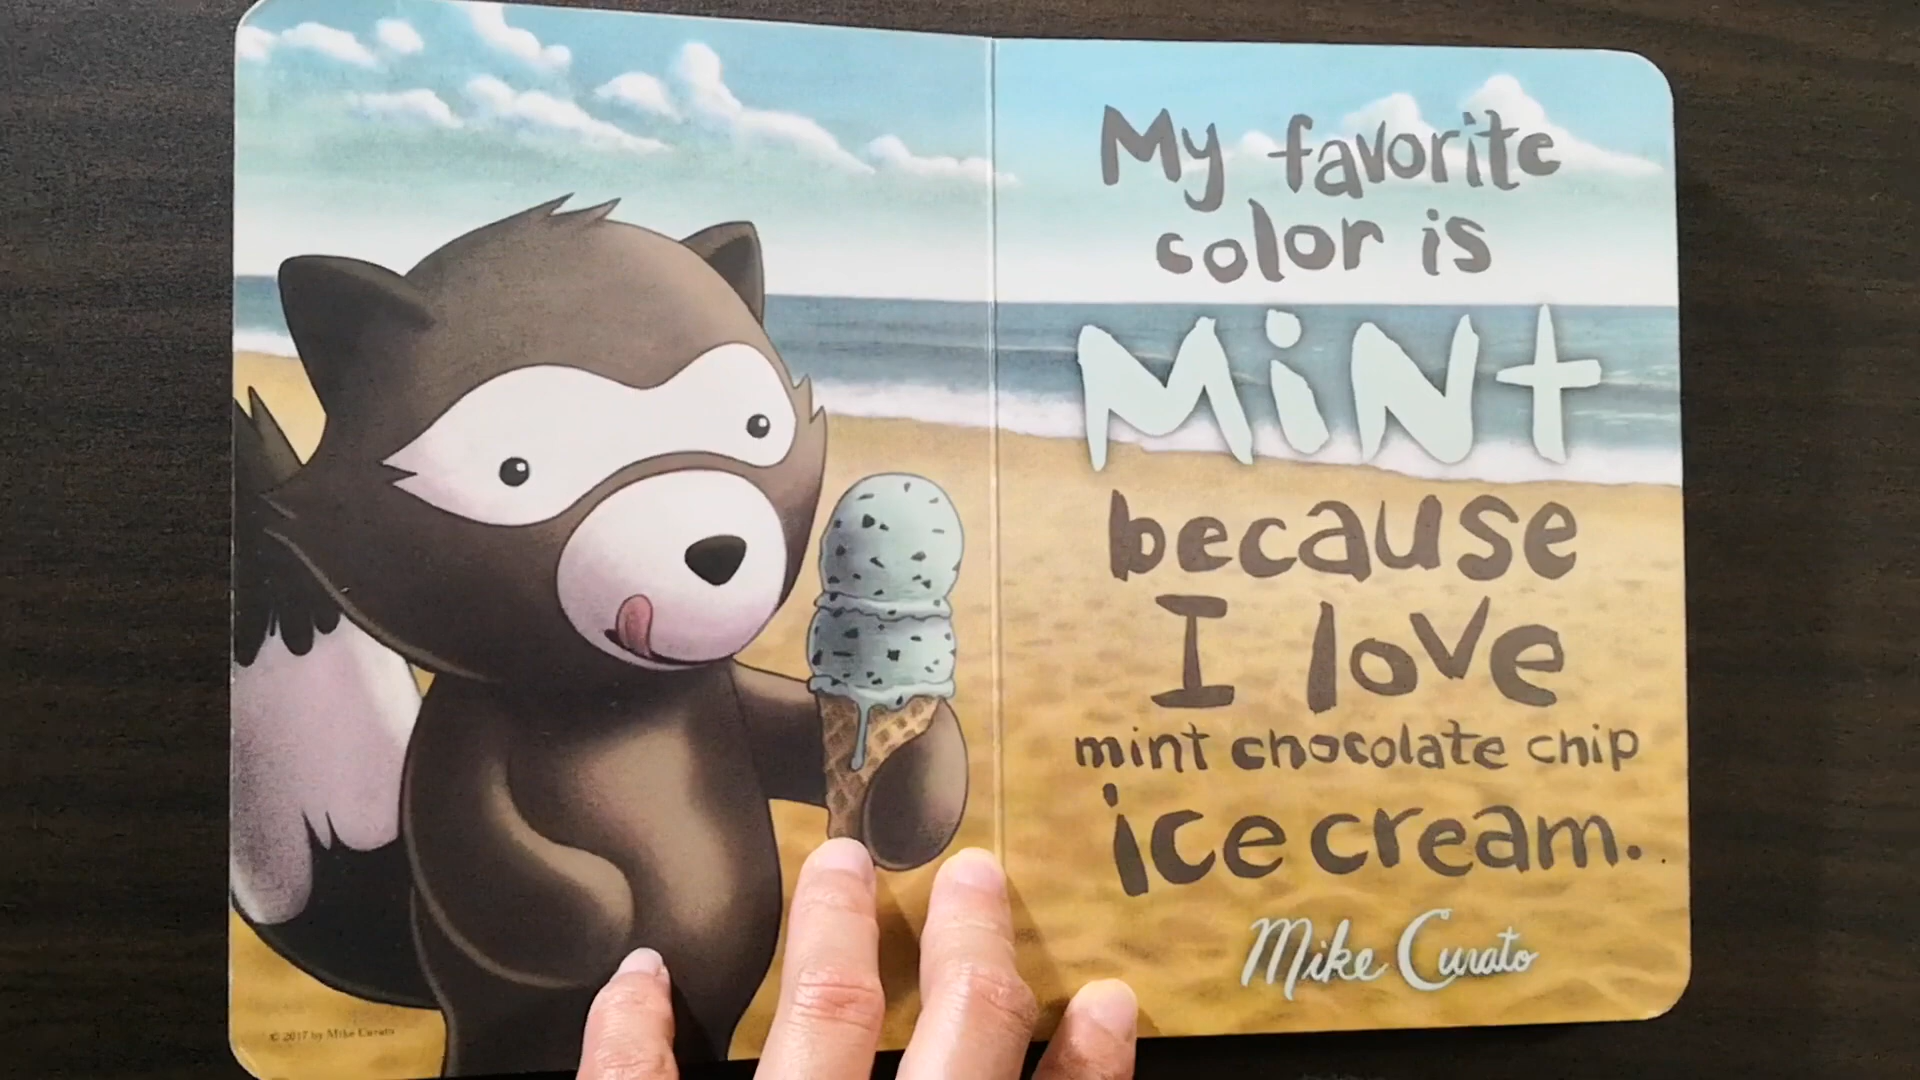 My favorite
color is
MiNt
because
I love
mint chocolate chip
ice cream.
Mike Curato
© 2017 by Mike Curato